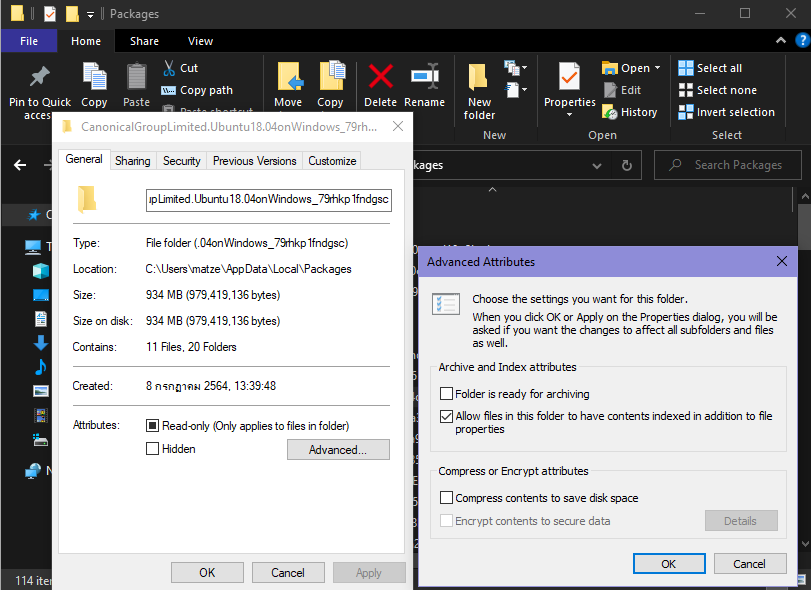 Packages
File
Home
Share
View
Pin to Quick
access
Copy
Paste
Cut
Copy path
Paste shortcut
Move
Copy
Delete
Rename
New
folder
New
Properties
Open
Edit
History
Open
Select all
Select none
Invert selection
Select
CanonicalGroupLimited.Ubuntu18.04onWindows_79rh...
Search Packages
General
Sharing
Security
Previous Versions
Customize
upLimited.Ubuntu18.04onWindows_79rhkp1fndgsc
Type:
File folder (.04onWindows_79rhkp1fndgsc)
Location:
C:\Users\matze\AppData\Local\Packages
Size:
934 MB (979,419,136 bytes)
Size on disk:
934 MB (979,419,136 bytes)
Contains:
11 Files, 20 Folders
Created:
8 กรกฎาคม 2564, 13:39:48
Attributes:
Read-only (Only applies to files in folder)
Hidden
Advanced...
OK
Cancel
Apply
114 iter
Advanced Attributes
Choose the settings you want for this folder.
When you click OK or Apply on the Properties dialog, you will be
asked if you want the changes to affect all subfolders and files
as well.
Archive and Index attributes
Folder is ready for archiving
Allow files in this folder to have contents indexed in addition to file
properties
Compress or Encrypt attributes
Compress contents to save disk space
Encrypt contents to secure data
Details
OK
Cancel